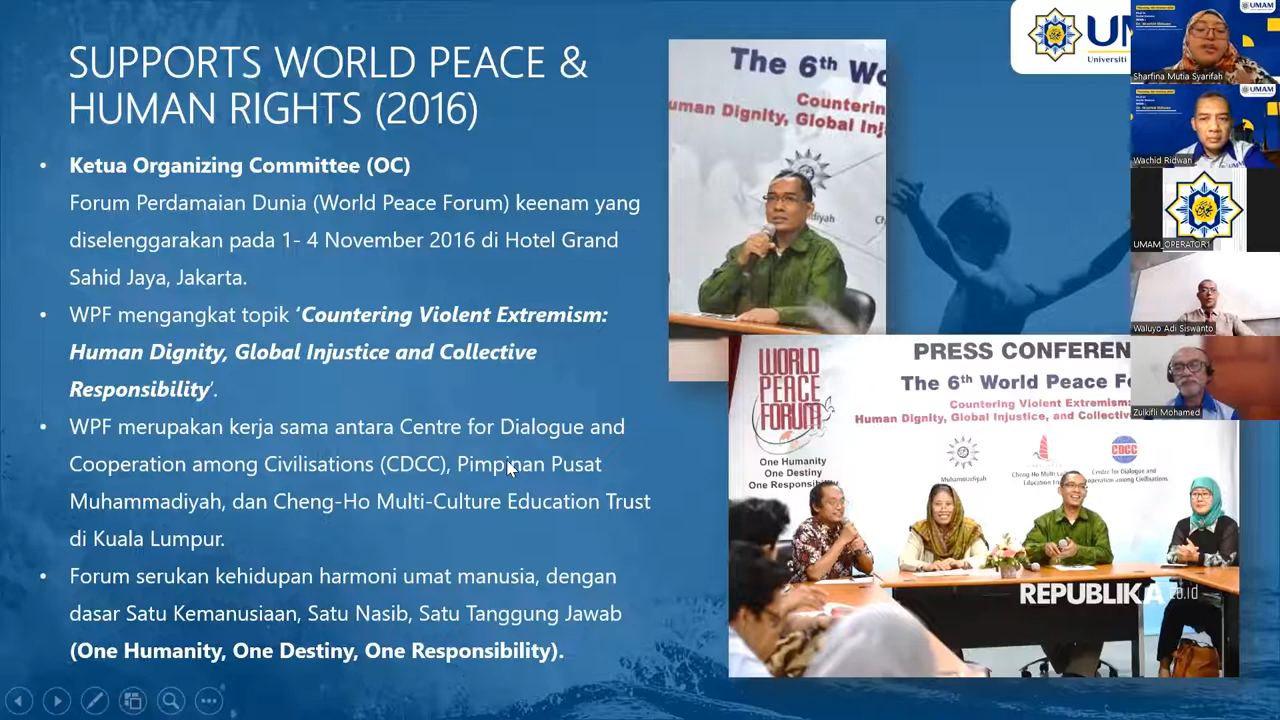 SUPPORTS WORLD PEACE &
HUMAN RIGHTS (2016)
• Ketua Organizing Committee (OC)
Forum Perdamaian Dunia (World Peace Forum) keenam yang
diselenggarakan pada 1- 4 November 2016 di Hotel Grand
Sahid Jaya, Jakarta.
• WPF mengangkat topik ‘Countering Violent Extremism:
Human Dignity, Global Injustice and Collective
Responsibility’.
• WPF merupakan kerja sama antara Centre for Dialogue and
Cooperation among Civilisations (CDCC), Pimpinan Pusat
Muhammadiyah, dan Cheng-Ho Multi-Culture Education Trust
di Kuala Lumpur.
• Forum serukan kehidupan harmoni umat manusia, dengan
dasar Satu Kemanusiaan, Satu Nasib, Satu Tanggung Jawab
(One Humanity, One Destiny, One Responsibility).
The 6th Wo
Countering
uman Dignity, Global Inj
diyah
UM
Universiti
WORLD
PEACE
FORUM
One Humanity
One Destiny
One Responsibility
PRESS CONFEREN
The 6th World Peace Fo
Countering Violent Extremism:
Human Dignity, Global Injustice, and Collectiv
Muhammadiyah
CDCC
Centre for Dialogue and
operation among Civilisations
REPUBLIKA
co.id
UMAM
Sharfina Mutia Syarifah
UMAM
Wachid Ridwan
UMAM_OPERATOR1
Waluyo Adi Siswanto
Zulkifli Mohamed